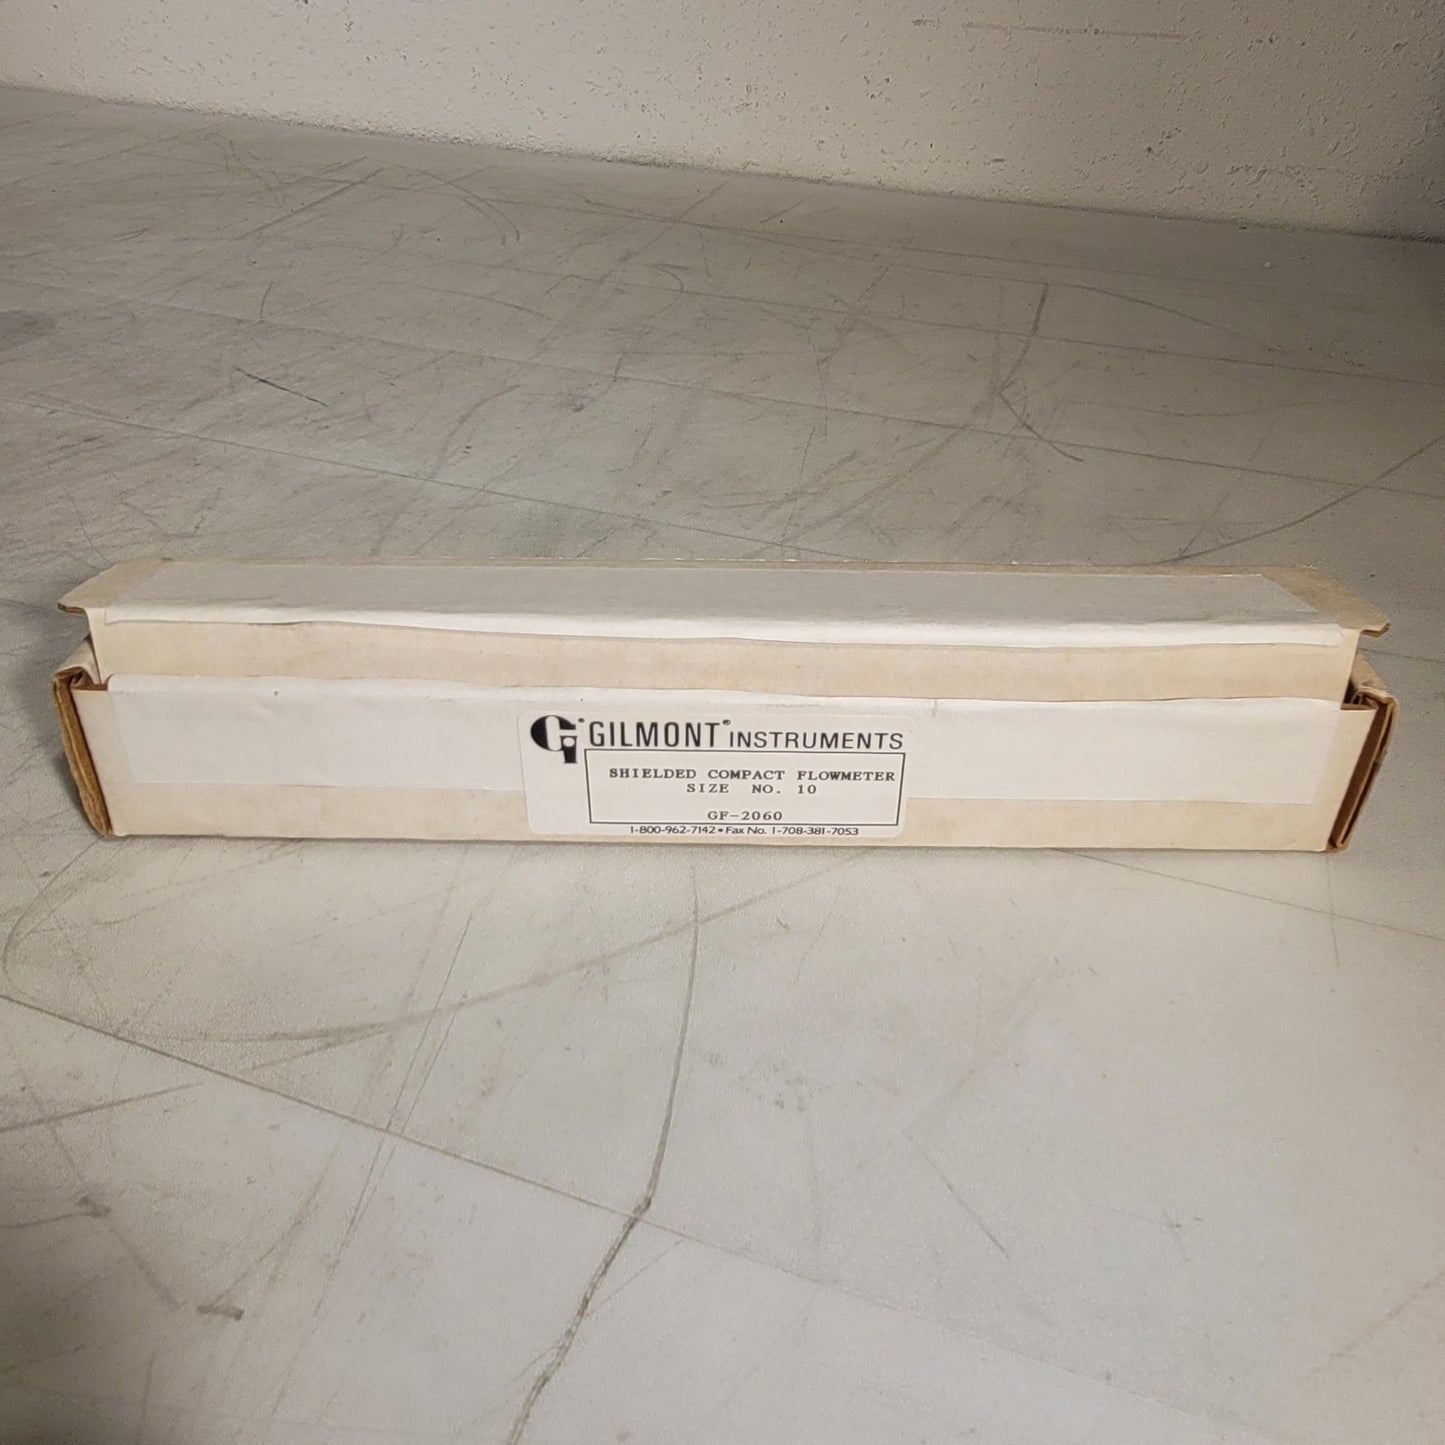 Gi® GILMONT® INSTRUMENTS
SHIELDED COMPACT FLOWMETER
SIZE NO. 10
GF-2060
1-800-962-7142 • Fax No. 1-708-381-7053